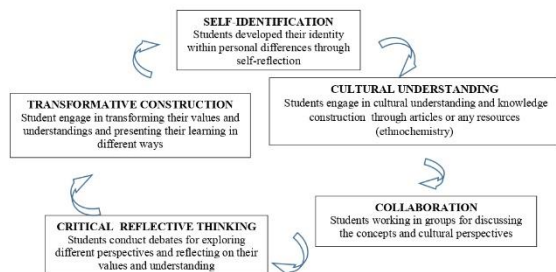 SELF-IDENTIFICATION
Students developed their identity
within personal differences through
self-reflection
CULTURAL UNDERSTANDING
Students engage in cultural understanding and knowledge
construction through articles or any resources
(ethnochemistry)
COLLABORATION
Students working in groups for discussing
the concepts and cultural perspectives
CRITICAL REFLECTIVE THINKING
Students conduct debates for exploring
different perspectives and reflecting on their
values and understanding
TRANSFORMATIVE CONSTRUCTION
Student engage in transforming their values and
understandings and presenting their learning in
different ways